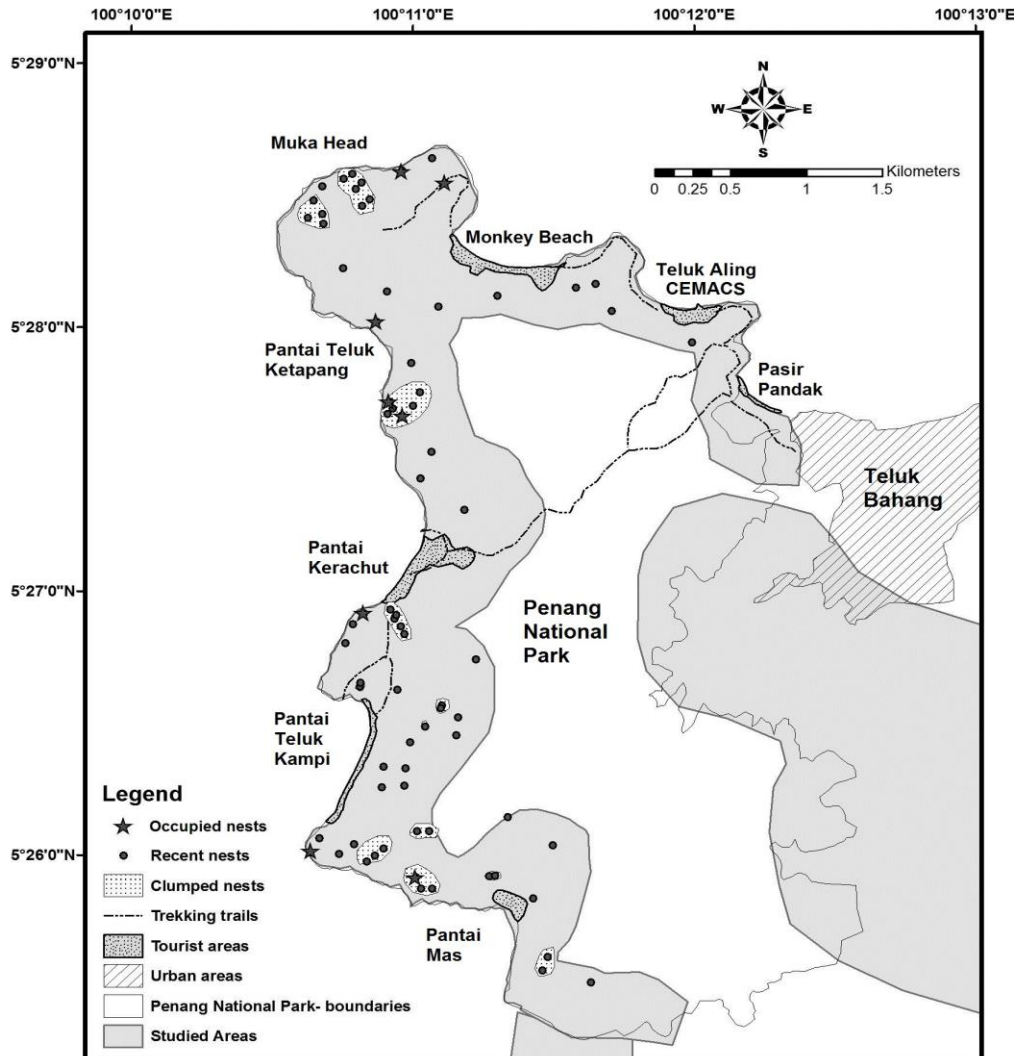 100°10'0"E 100°11'0"E 100°12'0"E 100°13'0"E
5°29'0"N
N
W E
S
Kilometers
0 0.25 0.5 1 1.5
Muka Head
Monkey Beach
Teluk Aling
CEMACS
5°28'0"N
Pantai Teluk
Ketapang
Pasir
Pandak
Teluk
Bahang
Pantai
Kerachut
5°27'0"N
Penang
National
Park
Pantai
Teluk
Kampi
Legend
Occupied nests
5°26'0"N
Recent nests
Clumped nests
Trekking trails
Tourist areas
Urban areas
Penang National Park- boundaries
Studied Areas
Pantai
Mas